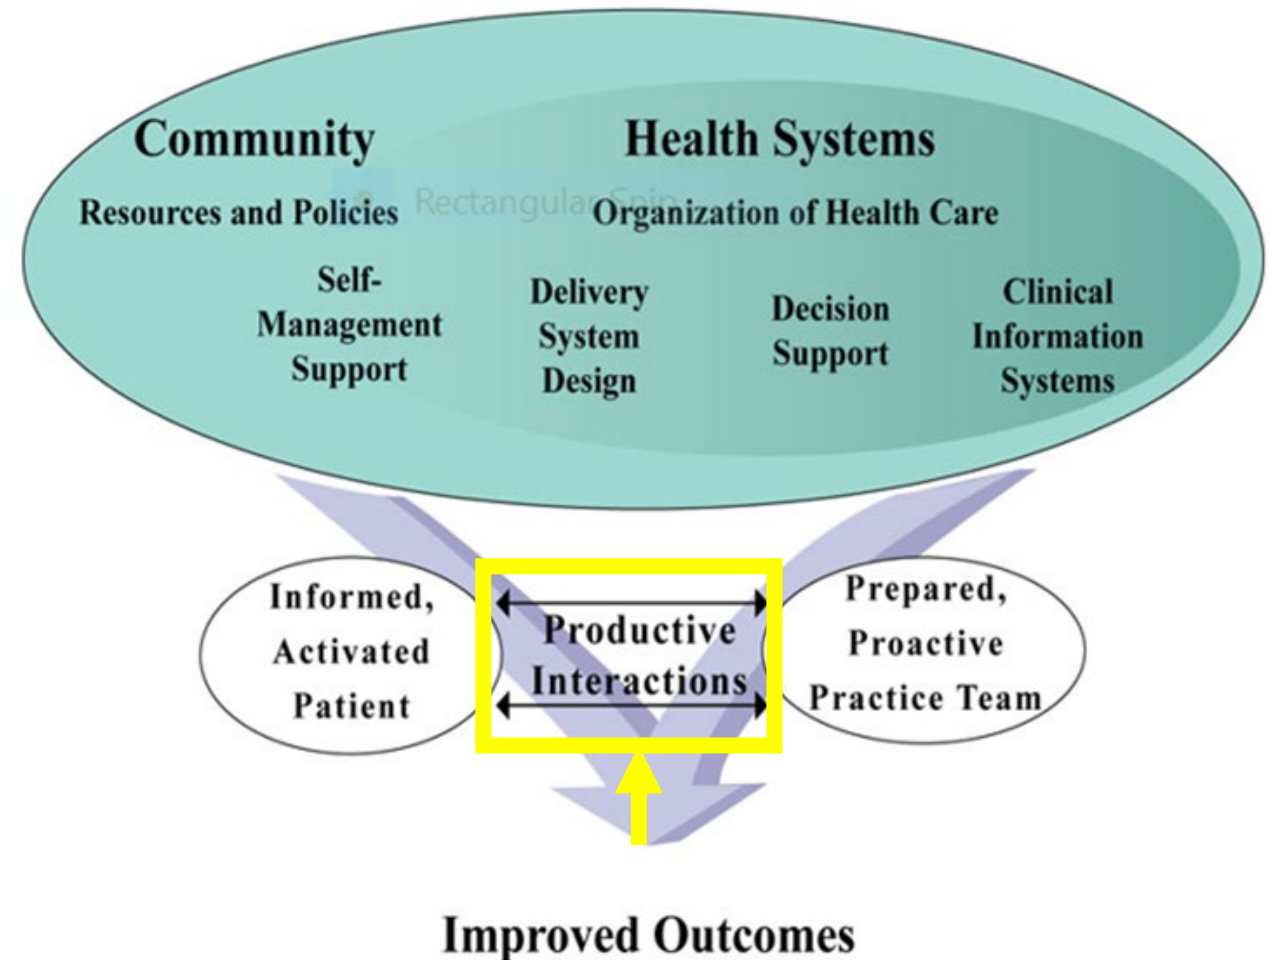 Community
Health Systems
Resources and Policies
Rectangular Snip
Organization of Health Care
Self-
Management
Support
Delivery
System
Design
Decision
Support
Clinical
Information
Systems
Informed,
Activated
Patient
Productive
Interactions
Prepared,
Proactive
Practice Team
Improved Outcomes